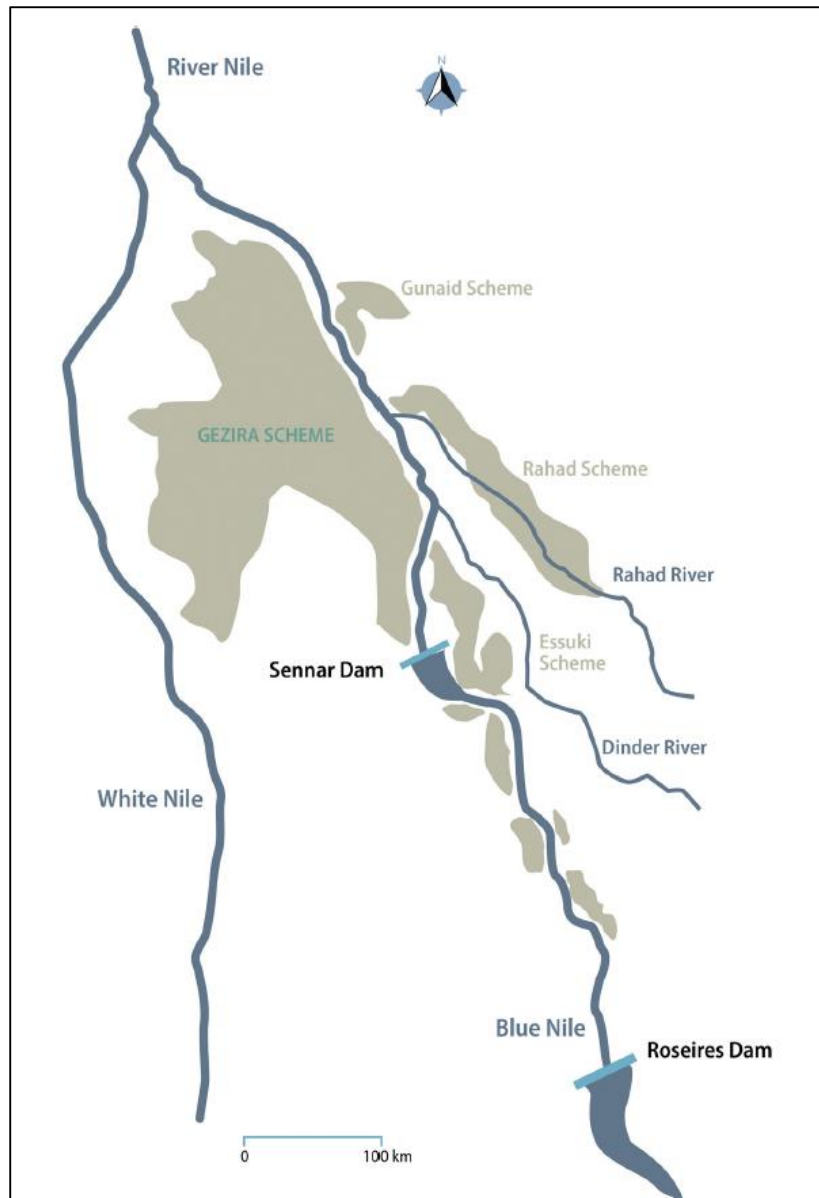 River Nile
N
Gunaid Scheme
GEZIRA SCHEME
Rahad Scheme
Rahad River
Essuki
Scheme
Sennar Dam
Dinder River
White Nile
Blue Nile
Roseires Dam
0
100 km